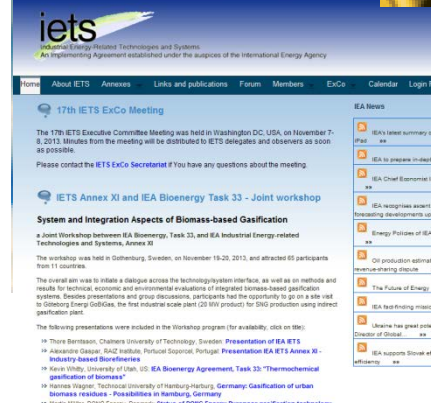 iets
Industrial Energy-Related Technologies and Systems
An Implementing Agreement established under the auspices of the International Energy Agency
Home About IETS Annexes Links and publications Forum Members ExCo Calendar Login
17th IETS ExCo Meeting
The 17th IETS Executive Committee Meeting was held in Washington DC, USA, on November 7-
8, 2013. Minutes from the meeting will be distributed to IETS delegates and observers as soon
as possible.
Please contact the IETS ExCo Secretariat if You have any questions about the meeting.
IETS Annex XI and IEA Bioenergy Task 33 - Joint workshop
System and Integration Aspects of Biomass-based Gasification
a Joint Workshop between IEA Bioenergy, Task 33, and IEA Industrial Energy-related
Technologies and Systems, Annex XI
The workshop was held in Gothenburg, Sweden, on November 19-20, 2013, and attracted 65 participants
from 11 countries.
The overall aim was to initiate a dialogue across the technology/system interface, as well as on methods and
results for technical, economic and environmental evaluations of integrated biomass-based gasification
systems. Besides presentations and group discussions, participants had the opportunity to go on a site visit
to Göteborg Energi GoBiGas, the first industrial scale plant (20 MW product) for SNG production using indirect
gasification plant.
The following presentations were included in the Workshop program (for availability, click on title):
Thore Berntsson, Chalmers University of Technology, Sweden: Presentation of IEA IETS
Alexandre Gaspar, RAIZ Institute, Portucel Soporcel, Portugal: Presentation IEA IETS Annex XI -
Industry-based Biorefineries
Kevin Whitty, University of Utah, US: IEA Bioenergy Agreement, Task 33: "Thermochemical
gasification of biomass"
Hannes Wagner, Technical University of Hamburg-Harburg, Germany: Gasification of urban
biomass residues - Possibilities in Hamburg, Germany
IEA News
IEA's latest summary
iPad
IEA to prepare in-depth
IEA Chief Economist
IEA recognises ascent
forecasting developments up
Energy Policies of IEA
Oil production estimat
revenue-sharing dispute
The Future of Energy
IEA fact-finding missio
Ukraine has great pote
Director of Global...
IEA supports Slovak ef
efficiency